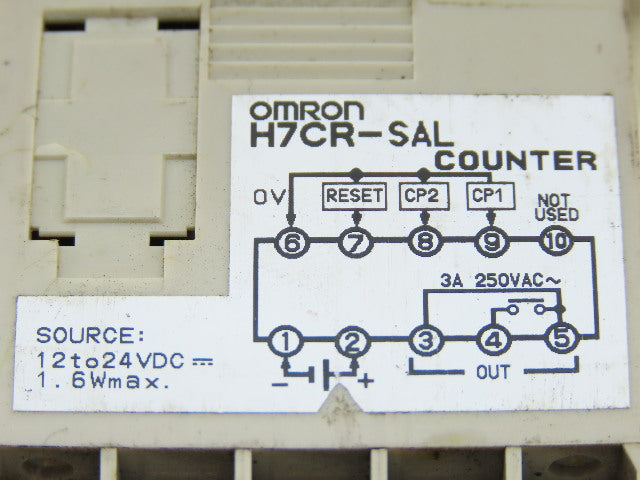 OMRON
H7CR-SAL
COUNTER
0V RESET CP2 CP1 NOT USED
6 7 8 9 10
3A 250VAC~
SOURCE:
12to24VDC ⎓
1.6Wmax.
1 2 3 4 5
- +
OUT